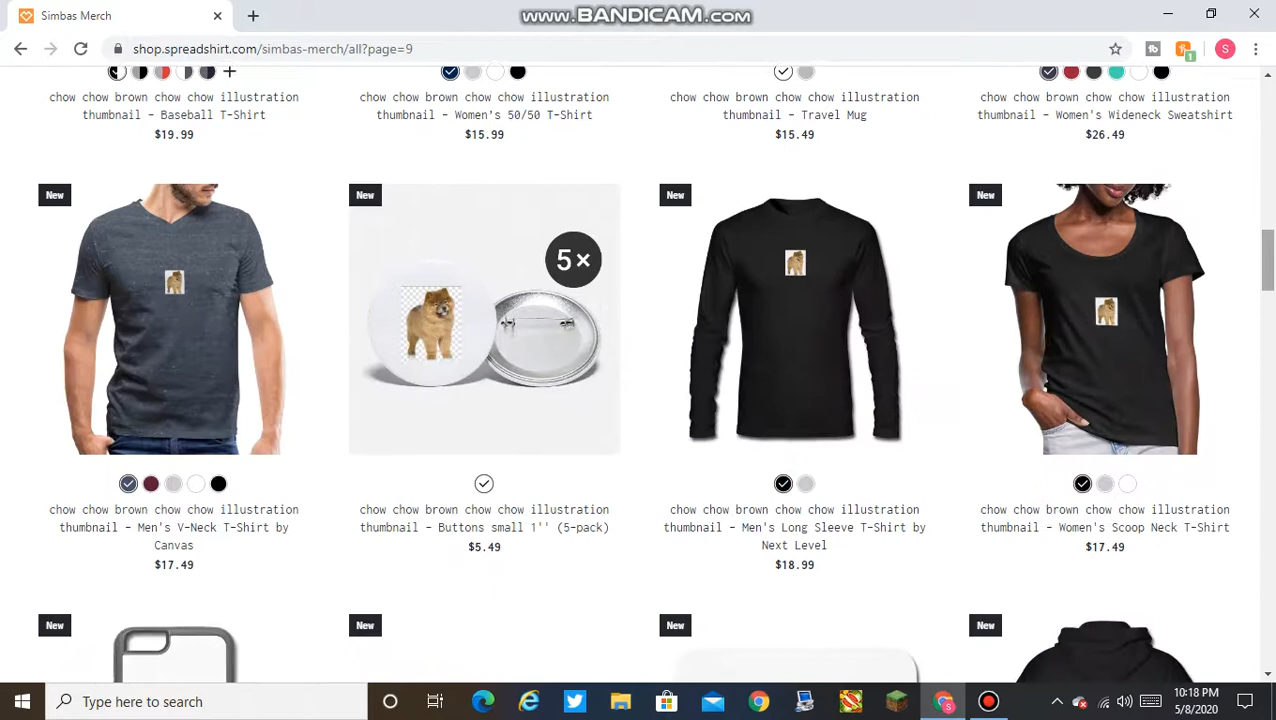 Simbas Merch
www.BANDICAM.com
shop.spreadshirt.com/simbas-merch/all?page=9
S
1
chow chow brown chow chow illustration
thumbnail - Baseball T-Shirt
$19.99
chow chow brown chow chow illustration
thumbnail - Women's 50/50 T-Shirt
$15.99
chow chow brown chow chow illustration
thumbnail - Travel Mug
$15.49
chow chow brown chow chow illustration
thumbnail - Women's Wideneck Sweatshirt
$26.49
New
New
5×
New
New
chow chow brown chow chow illustration
thumbnail - Men's V-Neck T-Shirt by
Canvas
$17.49
chow chow brown chow chow illustration
thumbnail - Buttons small 1'' (5-pack)
$5.49
chow chow brown chow chow illustration
thumbnail - Men's Long Sleeve T-Shirt by
Next Level
$18.99
chow chow brown chow chow illustration
thumbnail - Women's Scoop Neck T-Shirt
$17.49
New
New
New
New
Type here to search
S
10:18 PM
5/8/2020